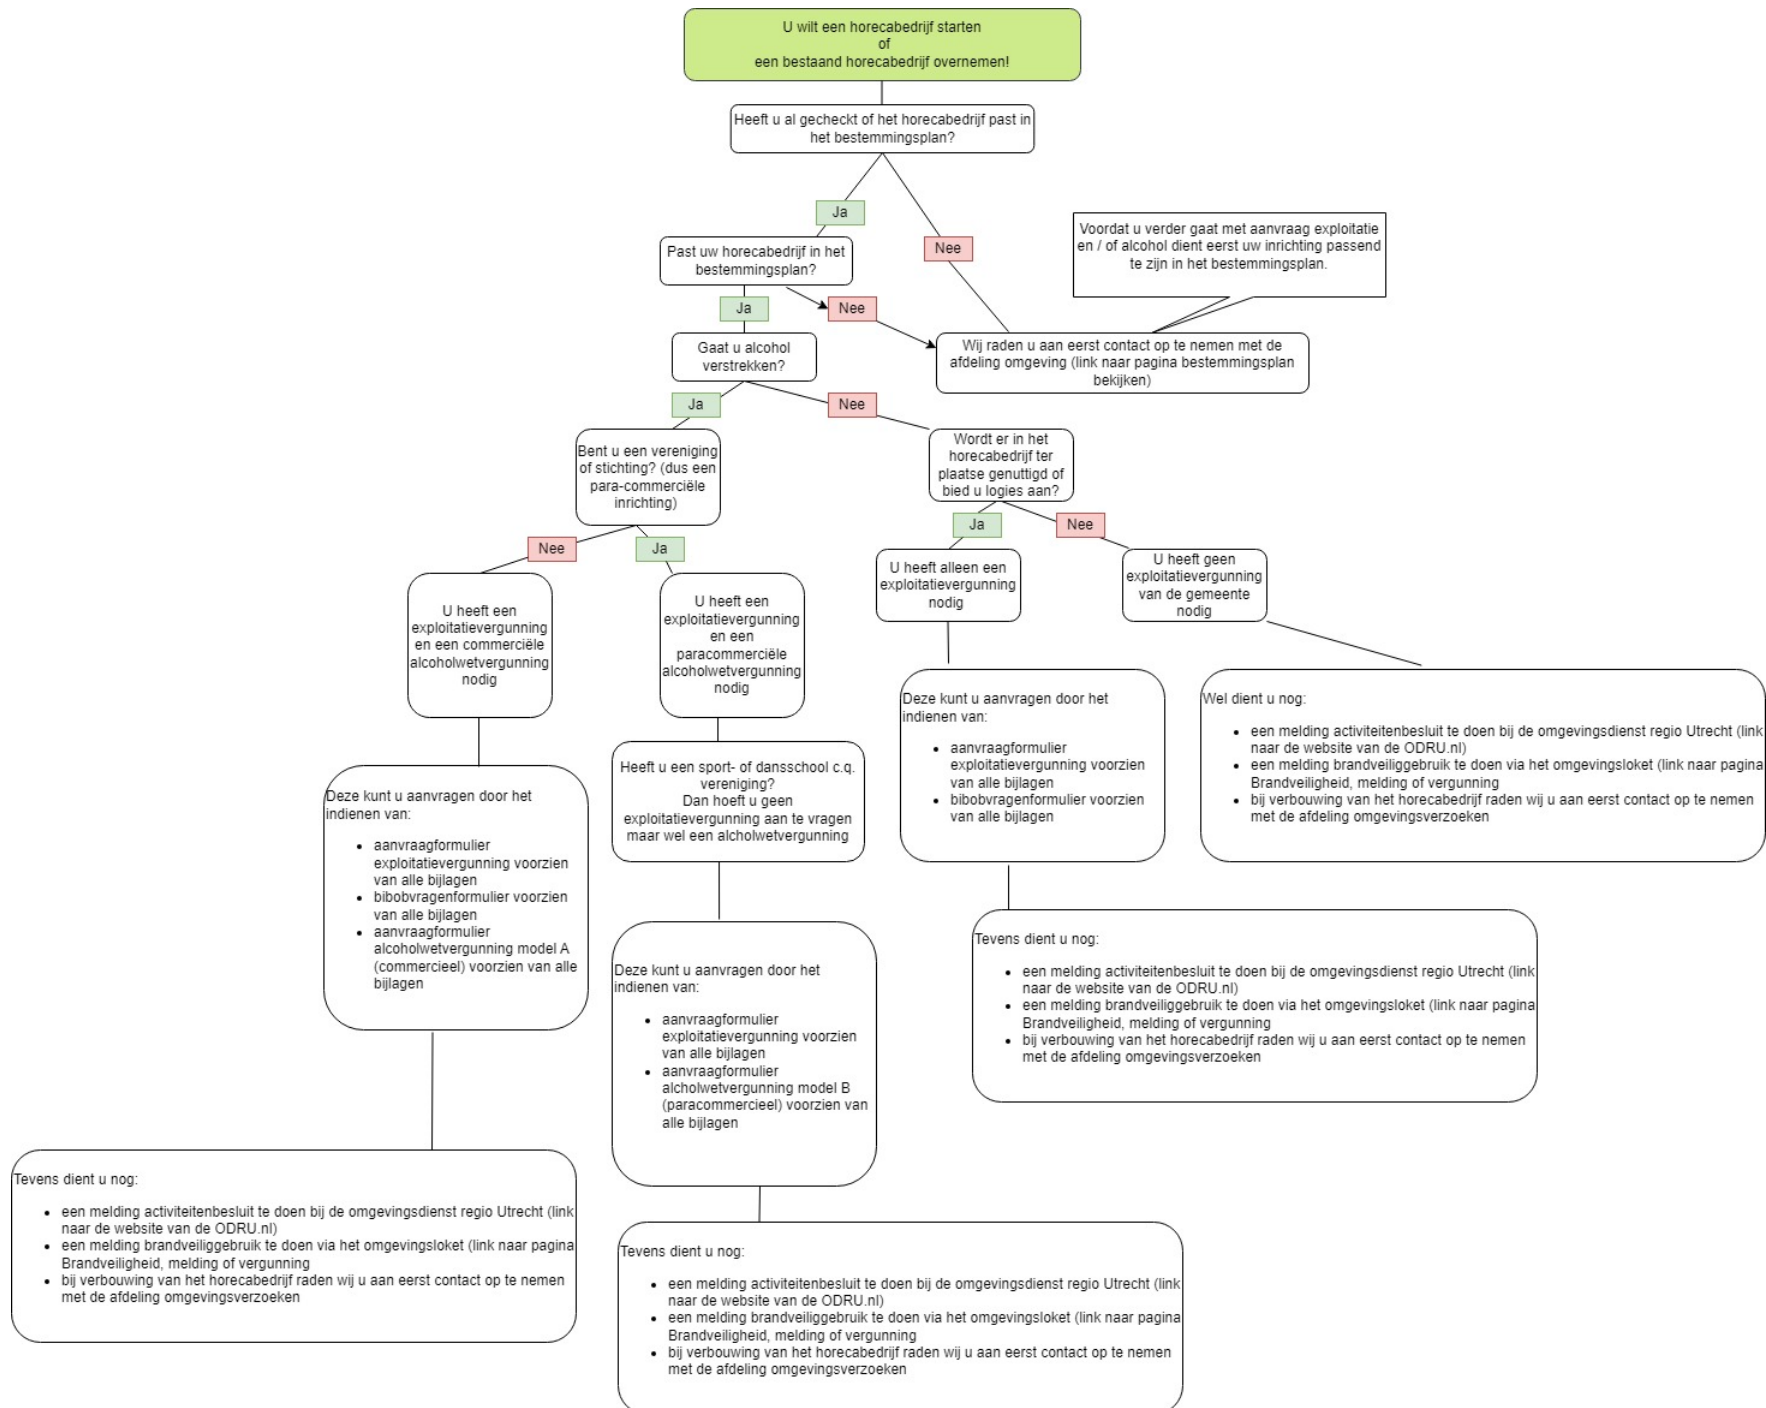 U wilt een horecabedrijf starten
of
een bestaand horecabedrijf overnemen!
Heeft u al gecheckt of het horecabedrijf past in
het bestemmingsplan?
Ja
Nee
Voordat u verder gaat met aanvraag exploitatie
en / of alcohol dient eerst uw inrichting passend
te zijn in het bestemmingsplan.
Past uw horecabedrijf in het
bestemmingsplan?
Ja
Nee
Wij raden u aan eerst contact op te nemen met de
afdeling omgeving (link naar pagina bestemmingsplan
bekijken)
Gaat u alcohol
verstrekken?
Ja
Nee
Bent u een vereniging
of stichting? (dus een
para-commerciële
inrichting)
Wordt er in het
horecabedrijf ter
plaatse genuttigd of
bied u logies aan?
Nee
Ja
Ja
Nee
U heeft een
exploitatievergunning
en een commerciële
alcoholwetvergunning
nodig
U heeft een
exploitatievergunning
en een
paracommerciële
alcoholwetvergunning
nodig
U heeft alleen een
exploitatievergunning
nodig
U heeft geen
exploitatievergunning
van de gemeente
nodig
Deze kunt u aanvragen door het
indienen van:
• aanvraagformulier
exploitatievergunning voorzien
van alle bijlagen
• bibobvragenformulier voorzien
van alle bijlagen
• aanvraagformulier
alcoholwetvergunning model A
(commercieel) voorzien van alle
bijlagen
Heeft u een sport- of dansschool c.q.
vereniging?
Dan hoeft u geen
exploitatievergunning aan te vragen
maar wel een alcholwetvergunning
Deze kunt u aanvragen door het
indienen van:
• aanvraagformulier
exploitatievergunning voorzien
van alle bijlagen
• bibobvragenformulier voorzien
van alle bijlagen
Wel dient u nog:
• een melding activiteitenbesluit te doen bij de omgevingsdienst regio Utrecht (link
naar de website van de ODRU.nl)
• een melding brandveiliggebruik te doen via het omgevingsloket (link naar pagina
Brandveiligheid, melding of vergunning
• bij verbouwing van het horecabedrijf raden wij u aan eerst contact op te nemen
met de afdeling omgevingsverzoeken
Deze kunt u aanvragen door het
indienen van:
• aanvraagformulier
exploitatievergunning voorzien
van alle bijlagen
• aanvraagformulier
alcholwetvergunning model B
(paracommercieel) voorzien van
alle bijlagen
Tevens dient u nog:
• een melding activiteitenbesluit te doen bij de omgevingsdienst regio Utrecht (link
naar de website van de ODRU.nl)
• een melding brandveiliggebruik te doen via het omgevingsloket (link naar pagina
Brandveiligheid, melding of vergunning
• bij verbouwing van het horecabedrijf raden wij u aan eerst contact op te nemen
met de afdeling omgevingsverzoeken
Tevens dient u nog:
• een melding activiteitenbesluit te doen bij de omgevingsdienst regio Utrecht (link
naar de website van de ODRU.nl)
• een melding brandveiliggebruik te doen via het omgevingsloket (link naar pagina
Brandveiligheid, melding of vergunning
• bij verbouwing van het horecabedrijf raden wij u aan eerst contact op te nemen
met de afdeling omgevingsverzoeken
Tevens dient u nog:
• een melding activiteitenbesluit te doen bij de omgevingsdienst regio Utrecht (link
naar de website van de ODRU.nl)
• een melding brandveiliggebruik te doen via het omgevingsloket (link naar pagina
Brandveiligheid, melding of vergunning
• bij verbouwing van het horecabedrijf raden wij u aan eerst contact op te nemen
met de afdeling omgevingsverzoeken